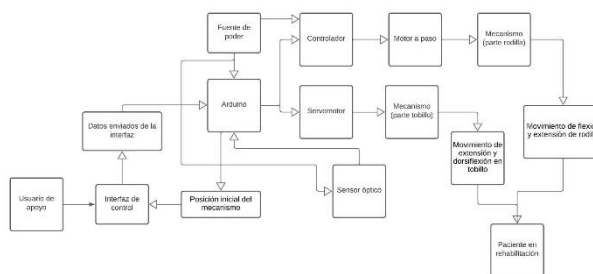 Fuente de
poder
Controlador
Motor a paso
Mecanismo
(parte rodilla)
Arduino
Servomotor
Mecanismo
(parte tobillo)
Datos enviados de la
interfaz
Movimiento de flexió
y extensión de rodill
Movimiento de
extensión y
dorsiflexión en
tobillo
Usuario de
apoyo
Interfaz de
control
Posición inicial del
mecanismo
Sensor óptico
Paciente en
rehabilitación